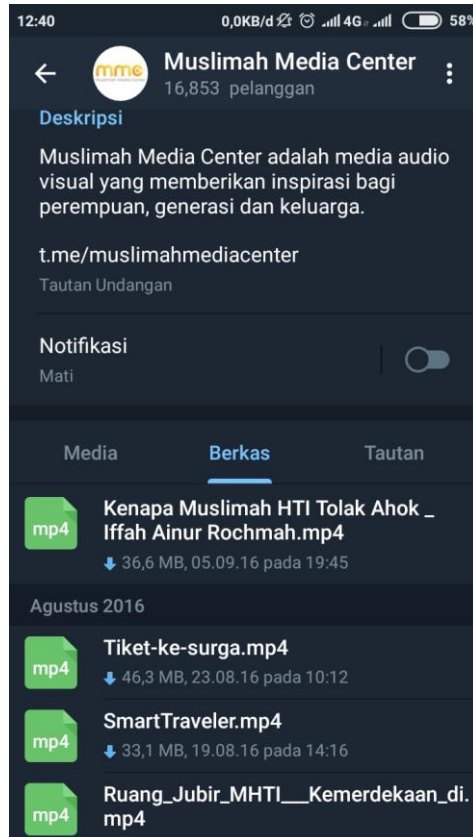 12:40
0,0KB/d 4G 58%
mme
Muslimah Media Center
16,853 pelanggan
Deskripsi
Muslimah Media Center adalah media audio
visual yang memberikan inspirasi bagi
perempuan, generasi dan keluarga.
t.me/muslimahmediacenter
Tautan Undangan
Notifikasi
Mati
Media Berkas Tautan
mp4
Kenapa Muslimah HTI Tolak Ahok _
Iffah Ainur Rochmah.mp4
36,6 MB, 05.09.16 pada 19:45
Agustus 2016
mp4
Tiket-ke-surga.mp4
46,3 MB, 23.08.16 pada 10:12
mp4
SmartTraveler.mp4
33,1 MB, 19.08.16 pada 14:16
mp4
Ruang_Jubir_MHTI___Kemerdekaan_di.
mp4